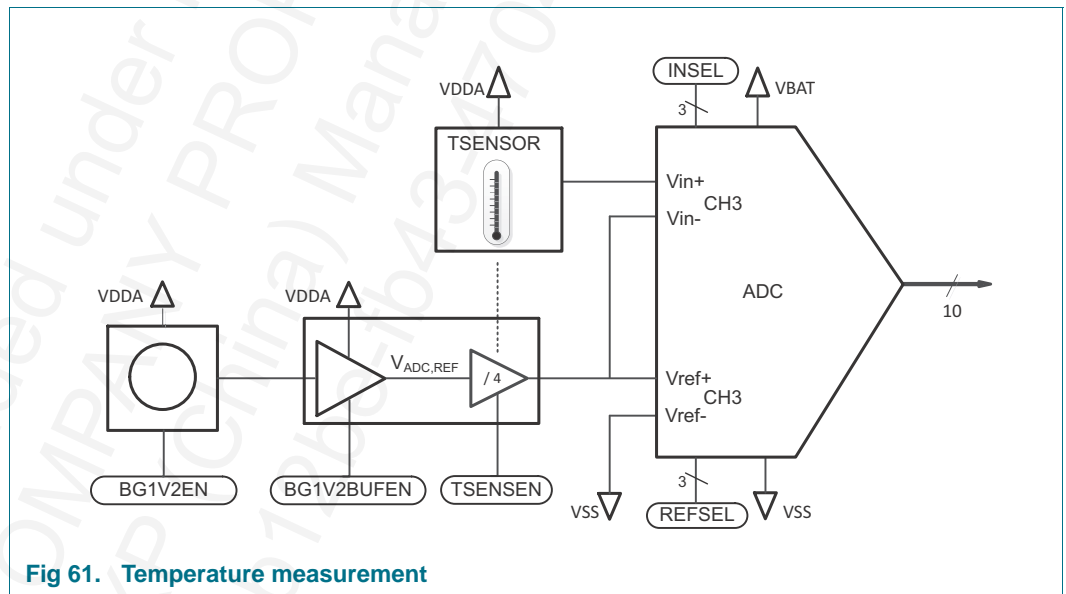 INSEL
VDDA
3
VBAT
TSENSOR
Vin+
CH3
Vin-
VDDA
VDDA
ADC
10
VADC,REF
/ 4
Vref+
CH3
Vref-
BG1V2EN
BG1V2BUFEN
TSENSEN
VSS
3
REFSEL
VSS
Fig 61. Temperature measurement